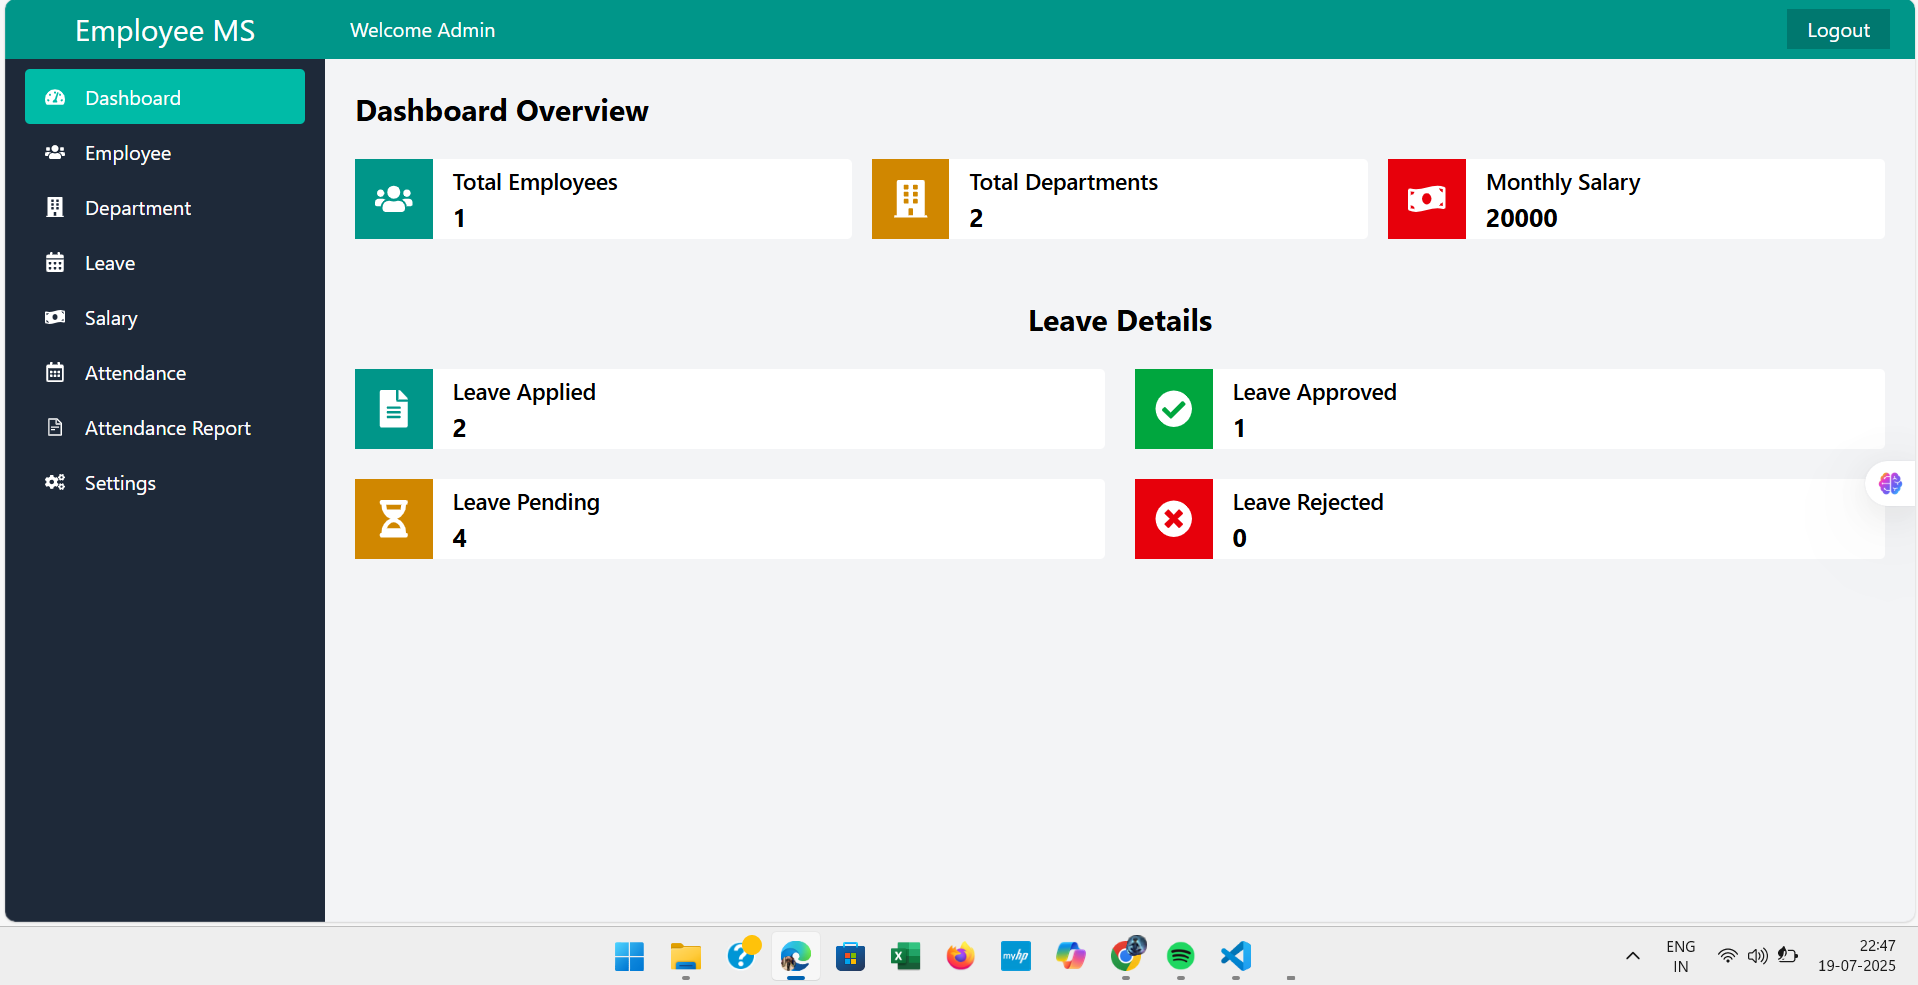 Employee MS
Welcome Admin
Logout
Dashboard
Employee
Department
Leave
Salary
Attendance
Attendance Report
Settings
Dashboard Overview
Total Employees
1
Total Departments
2
Monthly Salary
20000
Leave Details
Leave Applied
2
Leave Approved
1
Leave Pending
4
Leave Rejected
0
myhp
ENG
IN
22:47
19-07-2025